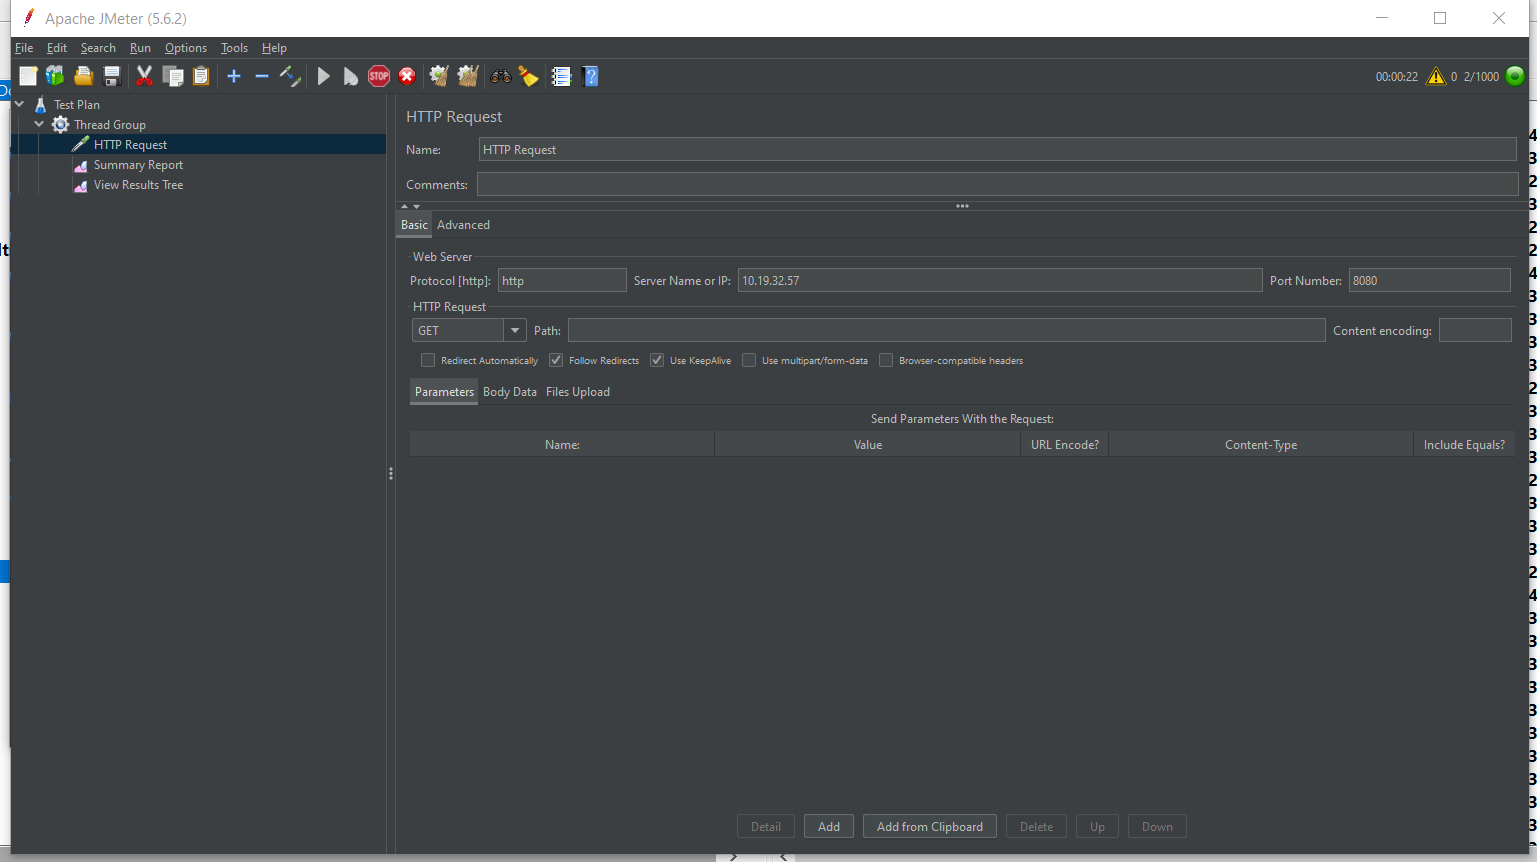 Apache JMeter (5.6.2)
File Edit Search Run Options Tools Help
STOP 00:00:22 0 2/1000
Test Plan
Thread Group
HTTP Request
Summary Report
View Results Tree
HTTP Request
Name: HTTP Request
Comments:
Basic Advanced
Web Server
Protocol [http]: http Server Name or IP: 10.19.32.57 Port Number: 8080
HTTP Request
GET Path: Content encoding:
Redirect Automatically Follow Redirects Use KeepAlive Use multipart/form-data Browser-compatible headers
Parameters Body Data Files Upload
Send Parameters With the Request:
Name: Value URL Encode? Content-Type Include Equals?
Detail Add Add from Clipboard Delete Up Down